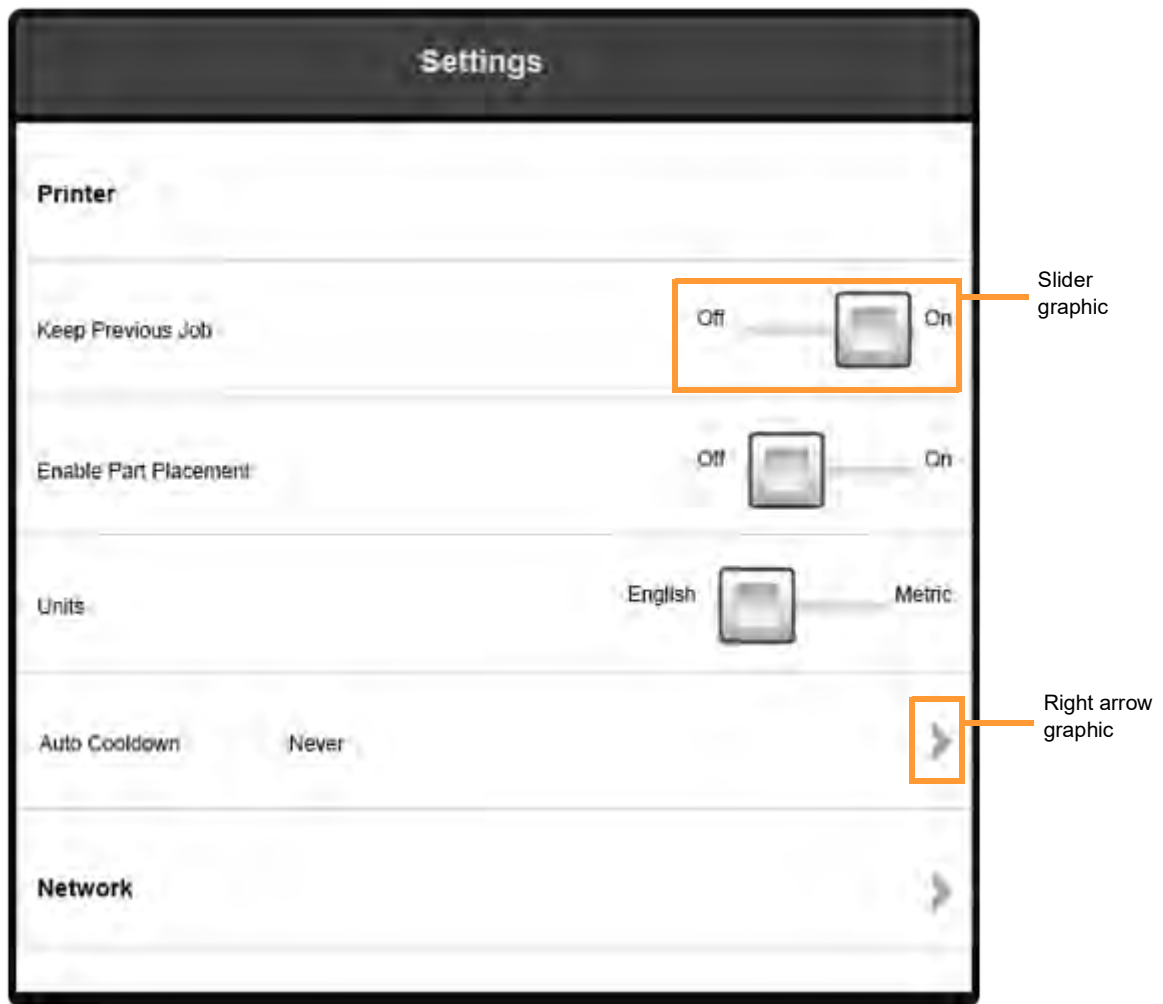 Settings
Printer
Slider
graphic
Keep Previous Job
Off
On
Enable Part Placement
Off
On
Units
English
Metric
Right arrow
graphic
Auto Cooldown
Never
Network